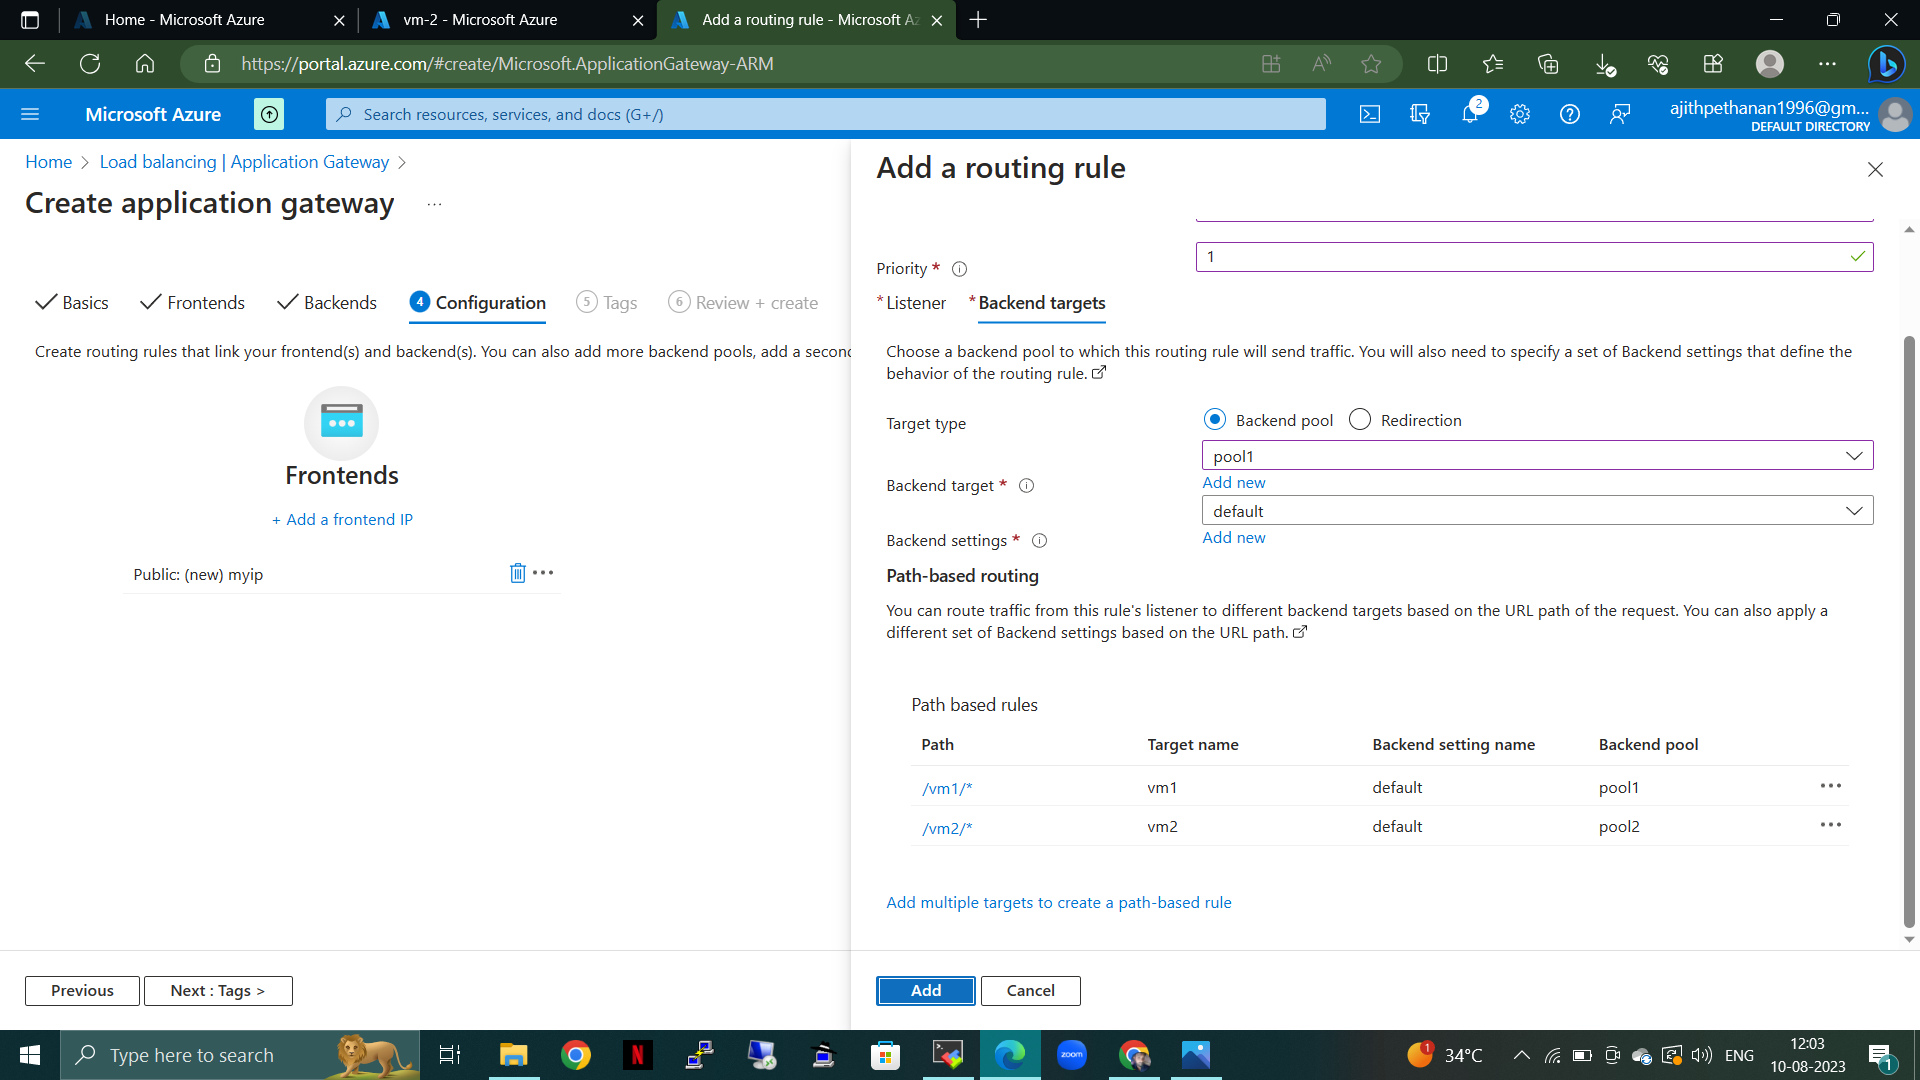 Home - Microsoft Azure
vm-2 - Microsoft Azure
Add a routing rule - Microsoft Az
https://portal.azure.com/#create/Microsoft.ApplicationGateway-ARM
Microsoft Azure
Search resources, services, and docs (G+/)
2
ajithpethanan1996@gm...
DEFAULT DIRECTORY
Home > Load balancing | Application Gateway >
Create application gateway ...
Basics
Frontends
Backends
4 Configuration
5 Tags
6 Review + create
Create routing rules that link your frontend(s) and backend(s). You can also add more backend pools, add a second
Frontends
+ Add a frontend IP
Public: (new) myip
Previous
Next : Tags >
Add a routing rule
Priority *
1
* Listener
* Backend targets
Choose a backend pool to which this routing rule will send traffic. You will also need to specify a set of Backend settings that define the
behavior of the routing rule.
Target type
Backend pool
Redirection
pool1
Backend target *
Add new
default
Backend settings *
Add new
Path-based routing
You can route traffic from this rule's listener to different backend targets based on the URL path of the request. You can also apply a
different set of Backend settings based on the URL path.
Path based rules
Path Target name Backend setting name Backend pool
/vm1/* vm1 default pool1
/vm2/* vm2 default pool2
Add multiple targets to create a path-based rule
Add
Cancel
Type here to search
N
zoom
1
34°C
ENG
12:03
10-08-2023
1